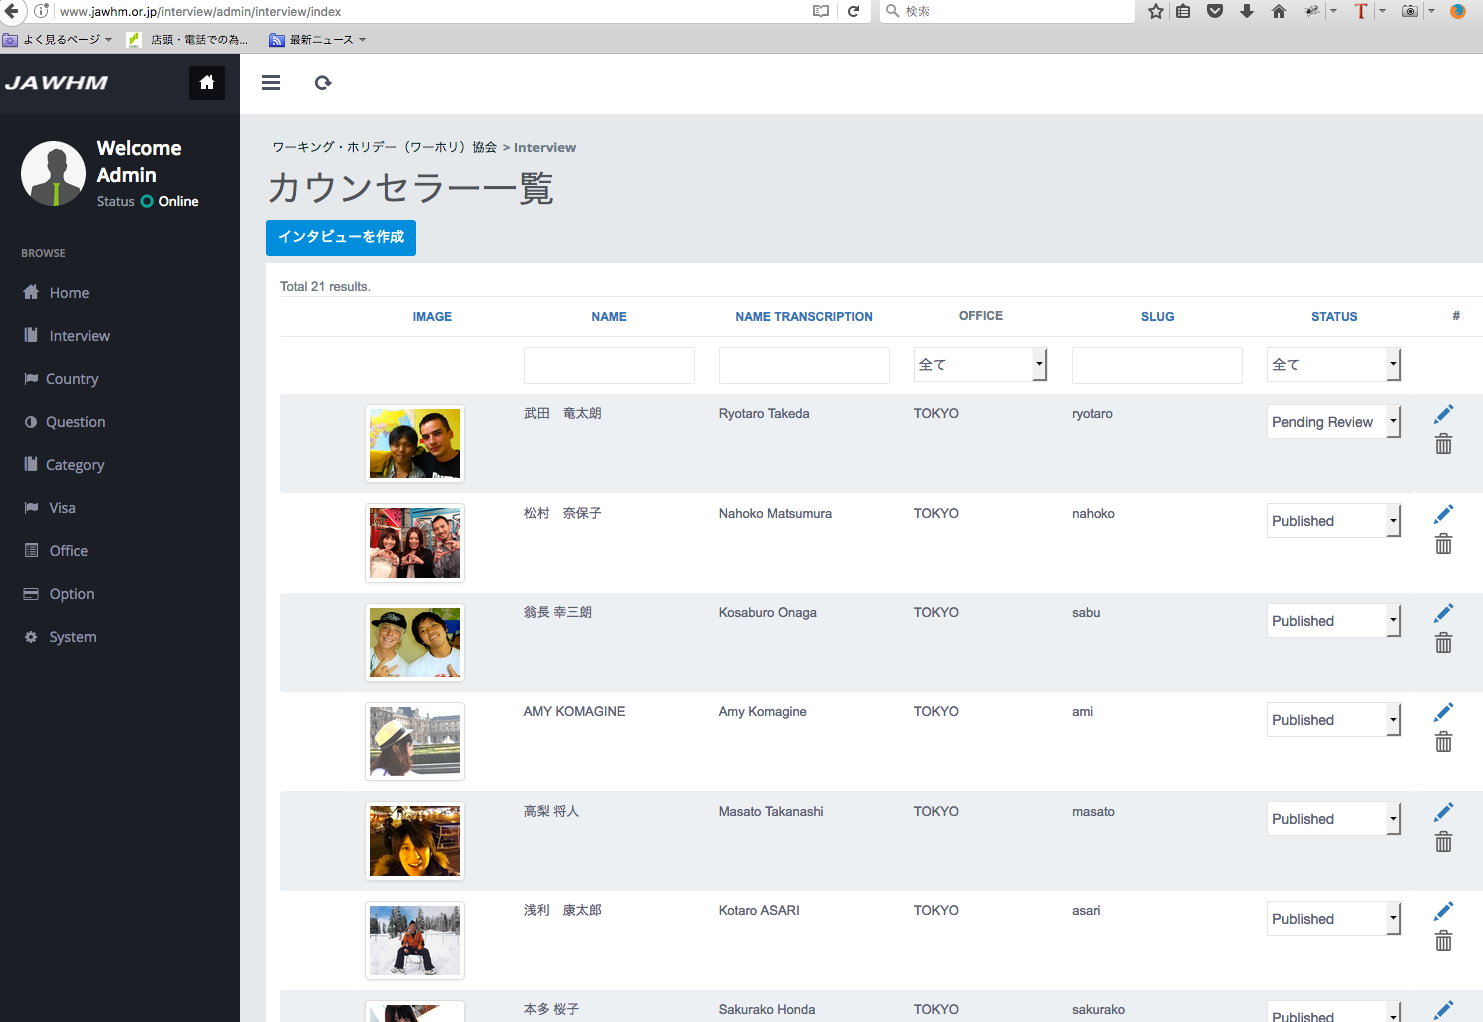 www.jawhm.or.jp/interview/admin/interview/index
検索
よく見るページ
店頭・電話での為...
最新ニュース
JAWHM
Welcome
Admin
Status Online
BROWSE
Home
Interview
Country
Question
Category
Visa
Office
Option
System
ワーキング・ホリデー（ワーホリ）協会 > Interview
カウンセラー一覧
インタビューを作成
Total 21 results.
IMAGE NAME NAME TRANSCRIPTION OFFICE SLUG STATUS #
全て 全て
武田　竜太朗 Ryotaro Takeda TOKYO ryotaro Pending Review
松村　奈保子 Nahoko Matsumura TOKYO nahoko Published
翁長 幸三朗 Kosaburo Onaga TOKYO sabu Published
AMY KOMAGINE Amy Komagine TOKYO ami Published
高梨 将人 Masato Takanashi TOKYO masato Published
浅利　康太郎 Kotaro ASARI TOKYO asari Published
本多 桜子 Sakurako Honda TOKYO sakurako Published